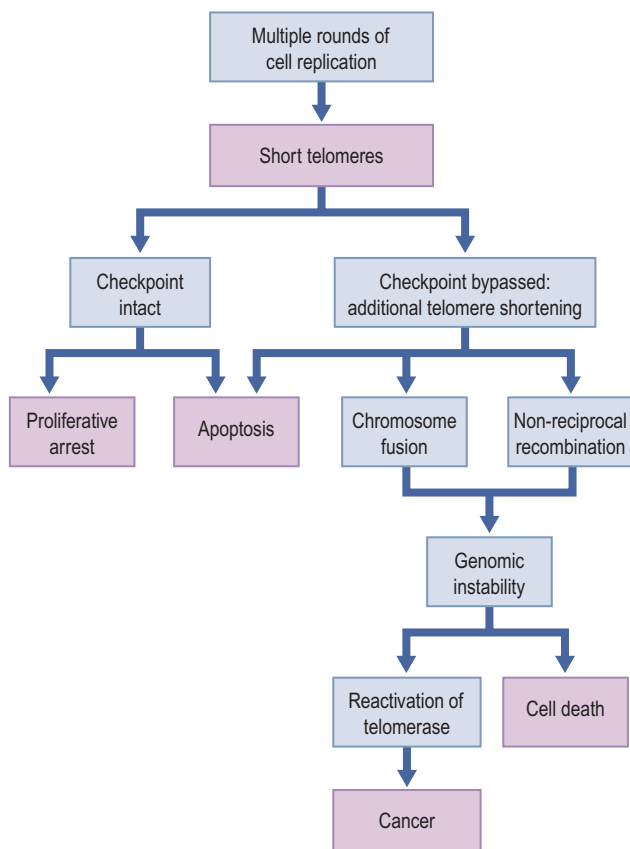 Multiple rounds of
cell replication
Short telomeres
Checkpoint
intact
Checkpoint bypassed:
additional telomere shortening
Proliferative
arrest
Apoptosis
Chromosome
fusion
Non-reciprocal
recombination
Genomic
instability
Reactivation of
telomerase
Cell death
Cancer